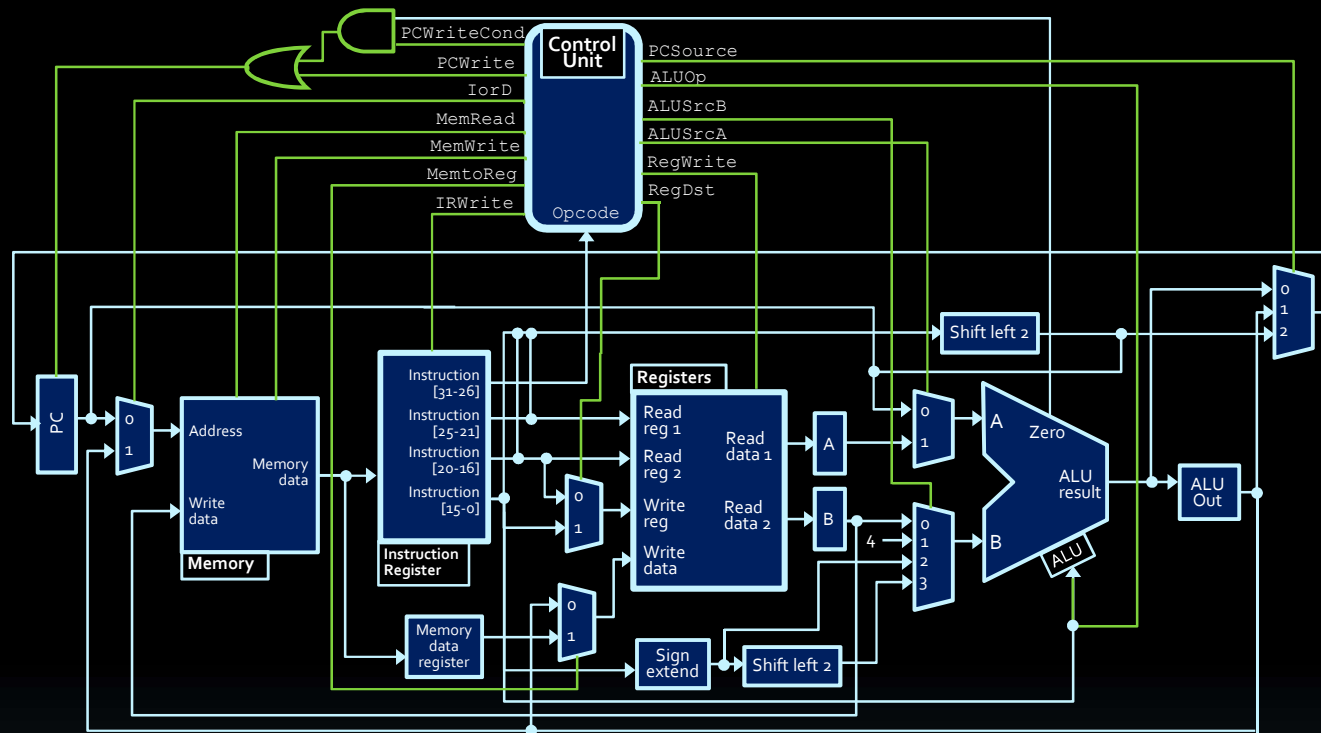 PCWriteCond
PCWrite
IorD
MemRead
MemWrite
MemtoReg
IRWrite
Control
Unit
Opcode
PCSource
ALUOp
ALUSrcB
ALUSrcA
RegWrite
RegDst
PC
0
1
Address
Memory
data
Write
data
Memory
Instruction
[31-26]
Instruction
[25-21]
Instruction
[20-16]
Instruction
[15-0]
Instruction
Register
Memory
data
register
0
1
0
1
Registers
Read
reg 1
Read
reg 2
Write
reg
Write
data
Read
data 1
Read
data 2
Sign
extend
Shift left 2
A
B
4
0
1
0
1
2
3
Shift left 2
A
B
Zero
ALU
result
ALU
ALU
Out
0
1
2